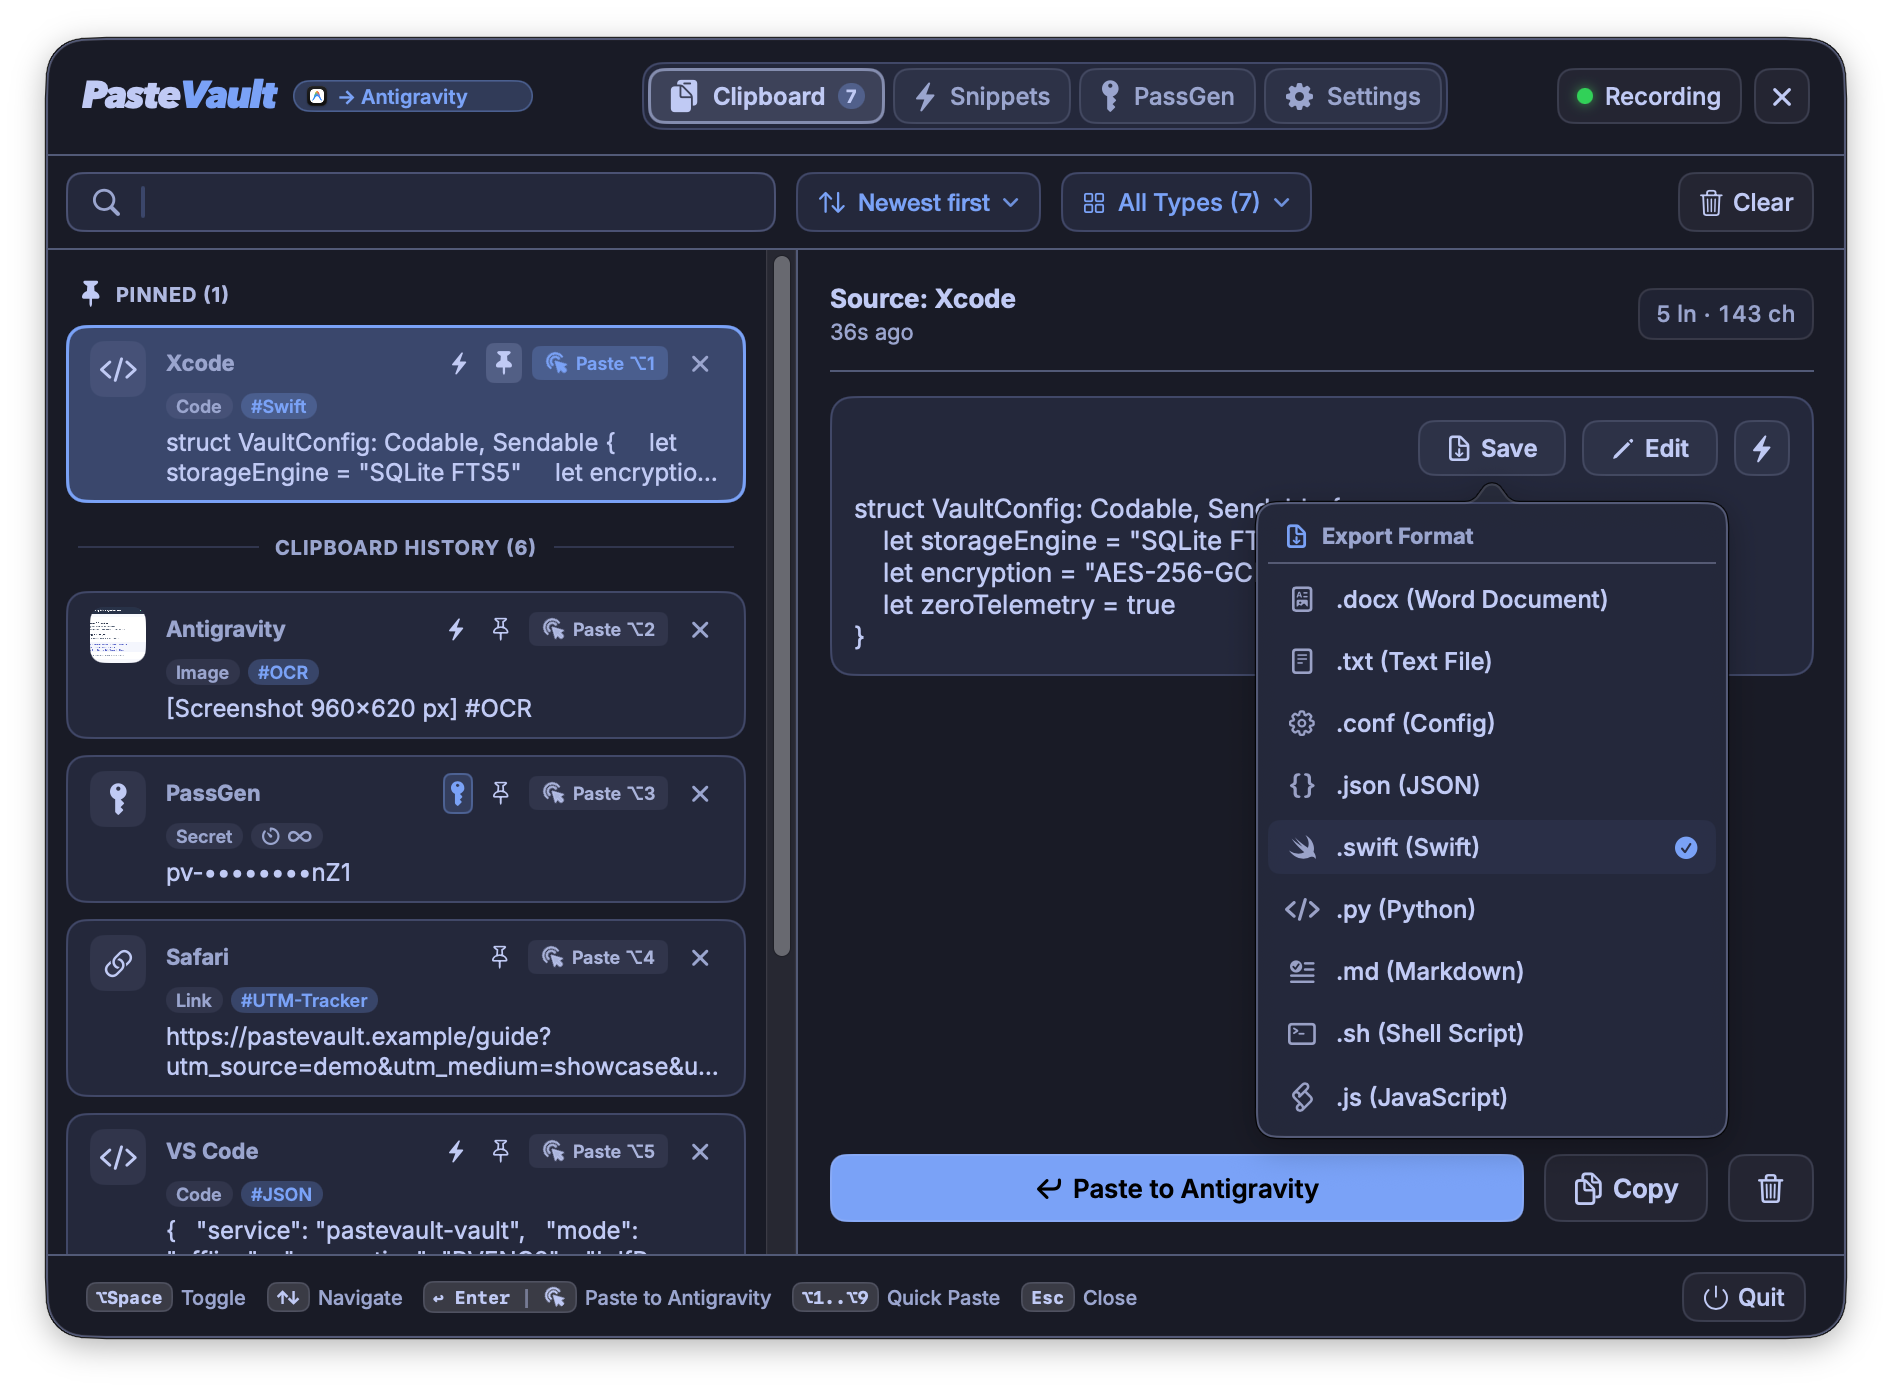 PasteVault
→ Antigravity
Clipboard 7
Snippets
PassGen
Settings
Recording
Newest first
All Types (7)
Clear
PINNED (1)
Xcode
Paste ⌥1
Code #Swift
struct VaultConfig: Codable, Sendable { let
storageEngine = "SQLite FTS5" let encryptio...
CLIPBOARD HISTORY (6)
Antigravity
Paste ⌥2
Image #OCR
[Screenshot 960×620 px] #OCR
PassGen
Paste ⌥3
Secret ∞
pv-••••••••nZ1
Safari
Paste ⌥4
Link #UTM-Tracker
https://pastevault.example/guide?
utm_source=demo&utm_medium=showcase&u...
VS Code
Paste ⌥5
Code #JSON
{ "service": "pastevault-vault", "mode":
Source: Xcode
36s ago
5 ln · 143 ch
Save
Edit
struct VaultConfig: Codable,
let storageEngine = "SQLite
let encryption = "AES-256-GC
let zeroTelemetry = true
}
Export Format
.docx (Word Document)
.txt (Text File)
.conf (Config)
{} .json (JSON)
.swift (Swift)
</> .py (Python)
.md (Markdown)
.sh (Shell Script)
.js (JavaScript)
Paste to Antigravity
Copy
⌥Space Toggle
↑↓ Navigate
↩ Enter | Paste to Antigravity
⌥1..⌥9 Quick Paste
Esc Close
Quit